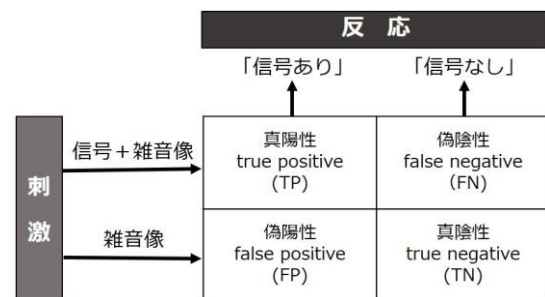 反 応
「信号あり」
「信号なし」
刺
激
信号＋雑音像
真陽性
true positive
(TP)
偽陰性
false negative
(FN)
雑音像
偽陽性
false positive
(FP)
真陰性
true negative
(TN)